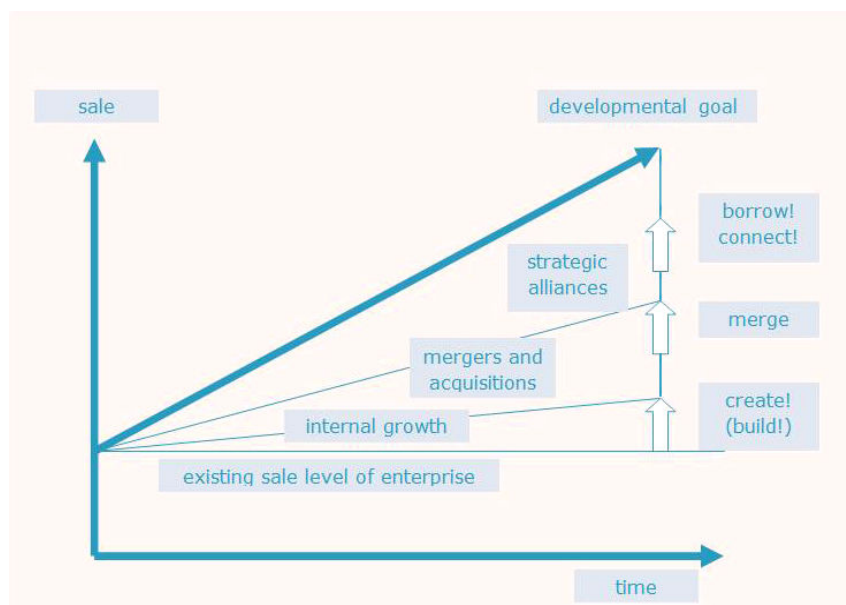 sale
developmental goal
borrow!
connect!
strategic
alliances
merge
mergers and
acquisitions
create!
(build!)
internal growth
existing sale level of enterprise
time